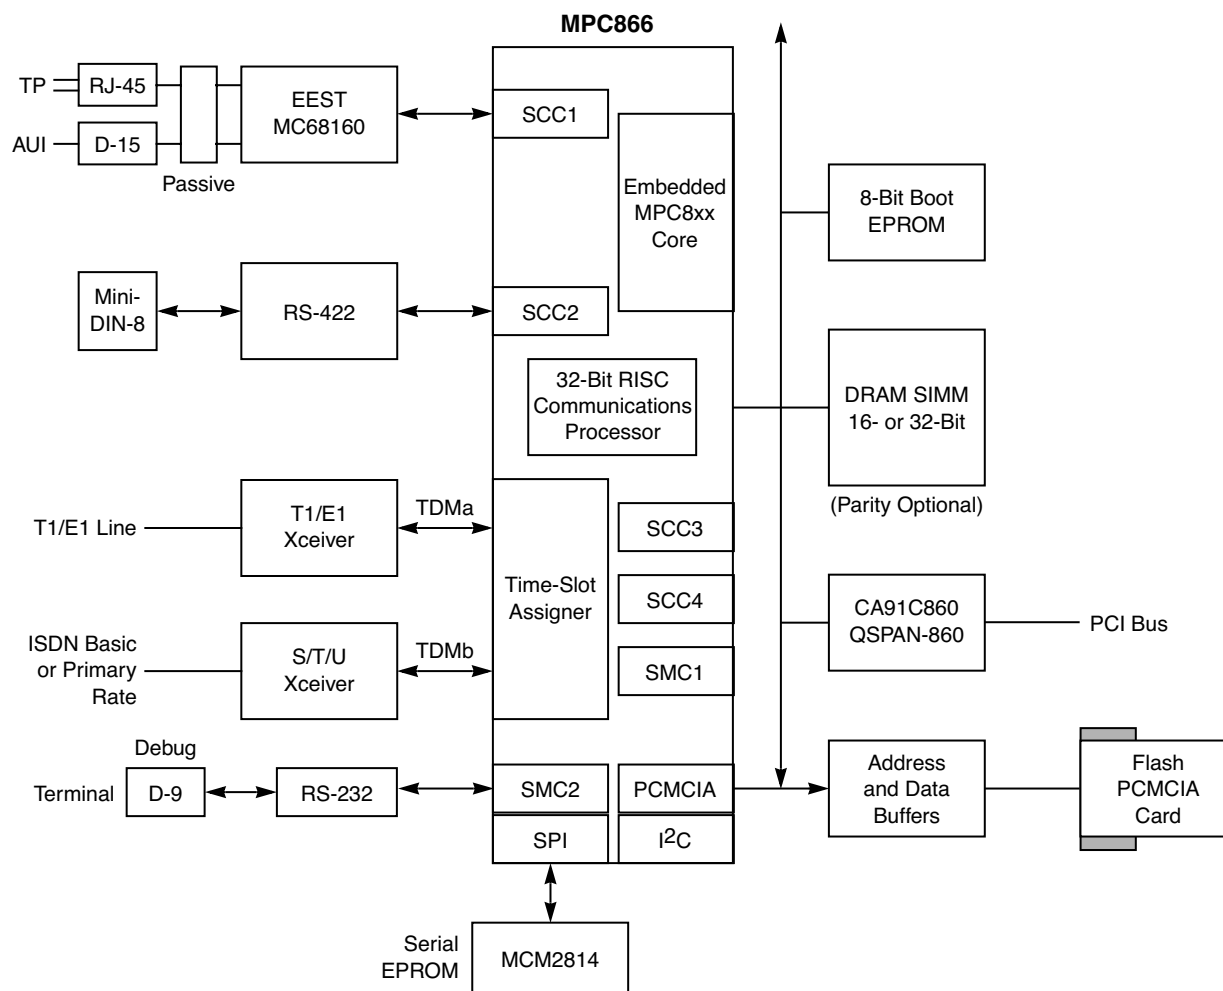 MPC866
TP
RJ-45
AUI
D-15
Passive
EEST
MC68160
SCC1
Embedded
MPC8xx
Core
8-Bit Boot
EPROM
Mini-
DIN-8
RS-422
SCC2
32-Bit RISC
Communications
Processor
DRAM SIMM
16- or 32-Bit
(Parity Optional)
T1/E1 Line
T1/E1
Xceiver
TDMa
Time-Slot
Assigner
SCC3
SCC4
SMC1
CA91C860
QSPAN-860
PCI Bus
ISDN Basic
or Primary
Rate
S/T/U
Xceiver
TDMb
Debug
Terminal
D-9
RS-232
SMC2
PCMCIA
SPI
I2C
Address
and Data
Buffers
Flash
PCMCIA
Card
Serial
EPROM
MCM2814